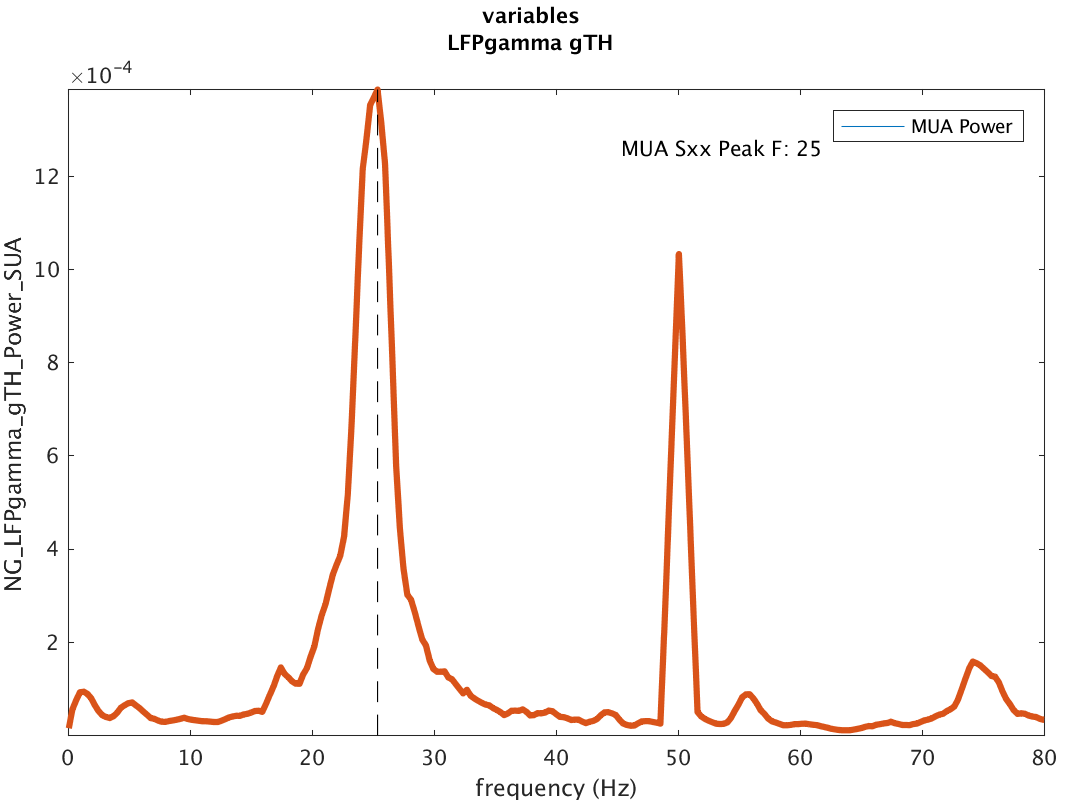 variables
LFPgamma gTH
×10⁻⁴
MUA Power
MUA Sxx Peak F: 25
12
10
8
6
4
2
NG_LFPgamma_gTH_Power_SUA
0 10 20 30 40 50 60 70 80
frequency (Hz)